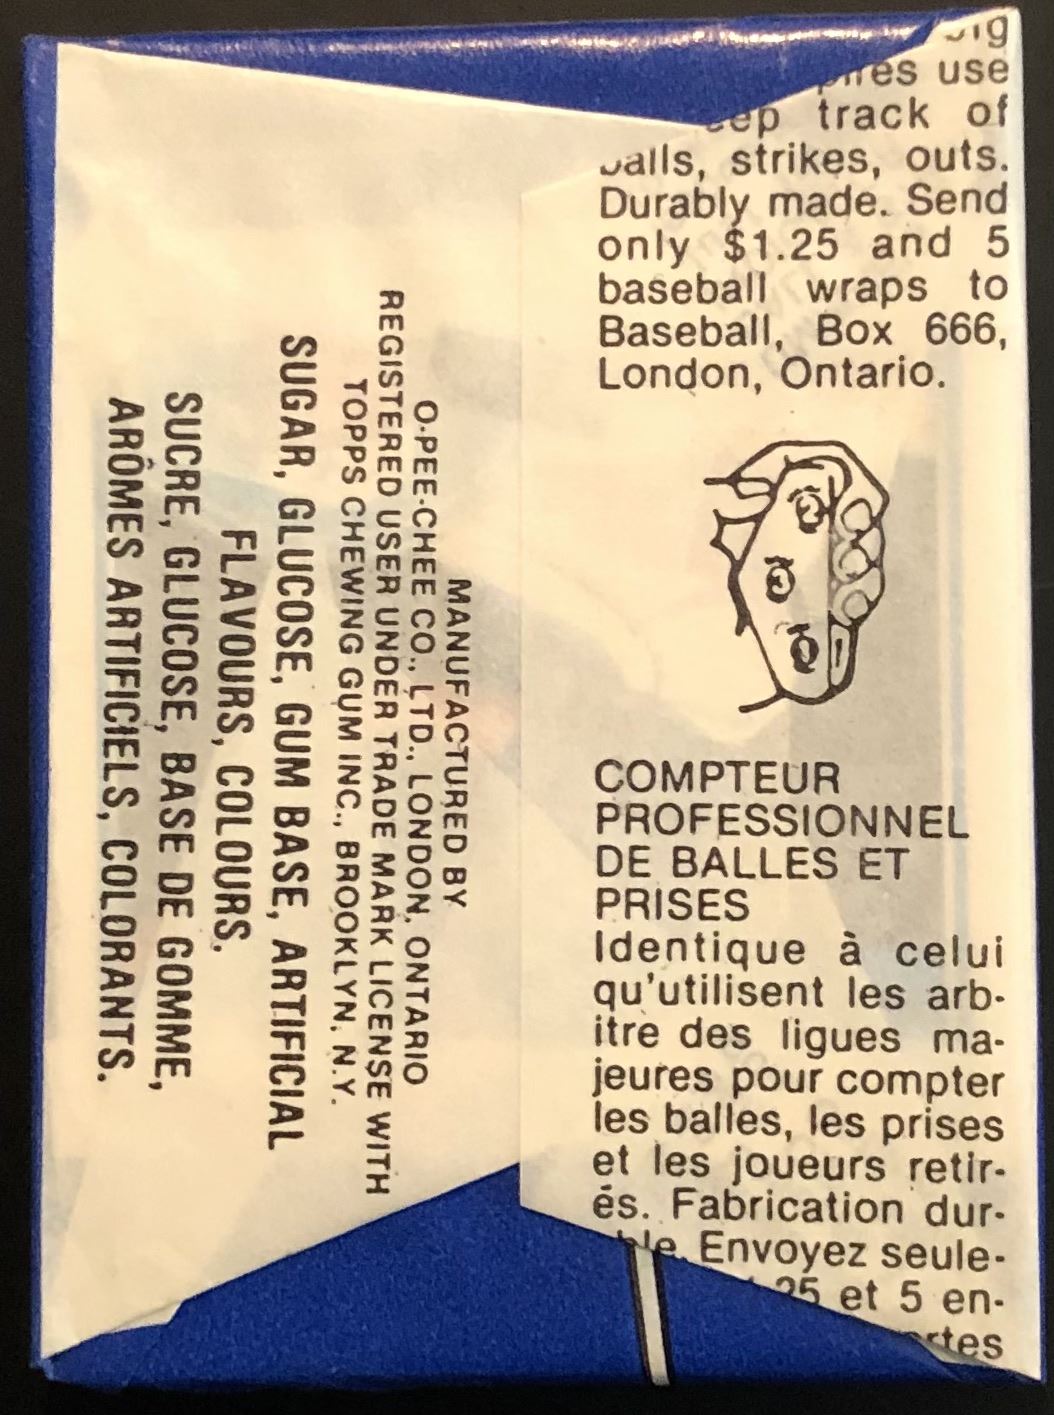 use
track of
strikes, outs.
Durably made. Send
only $1.25 and 5
baseball wraps to
Baseball, Box 666,
London, Ontario.
COMPTEUR
PROFESSIONNEL
DE BALLES ET
PRISES
Identique à celui
qu'utilisent les arb-
itre des ligues ma-
jeures pour compter
les balles, les prises
et les joueurs retir-
és. Fabrication dur-
Envoyez seule-
25 et 5 en-
MANUFACTURED BY
O-PEE-CHEE CO., LTD., LONDON, ONTARIO
REGISTERED USER UNDER TRADE MARK LICENSE WITH
TOPPS CHEWING GUM INC., BROOKLYN, N.Y.
SUGAR, GLUCOSE, GUM BASE, ARTIFICIAL
FLAVOURS, COLOURS.
SUCRE, GLUCOSE, BASE DE GOMME,
ARÔMES ARTIFICIELS, COLORANTS.